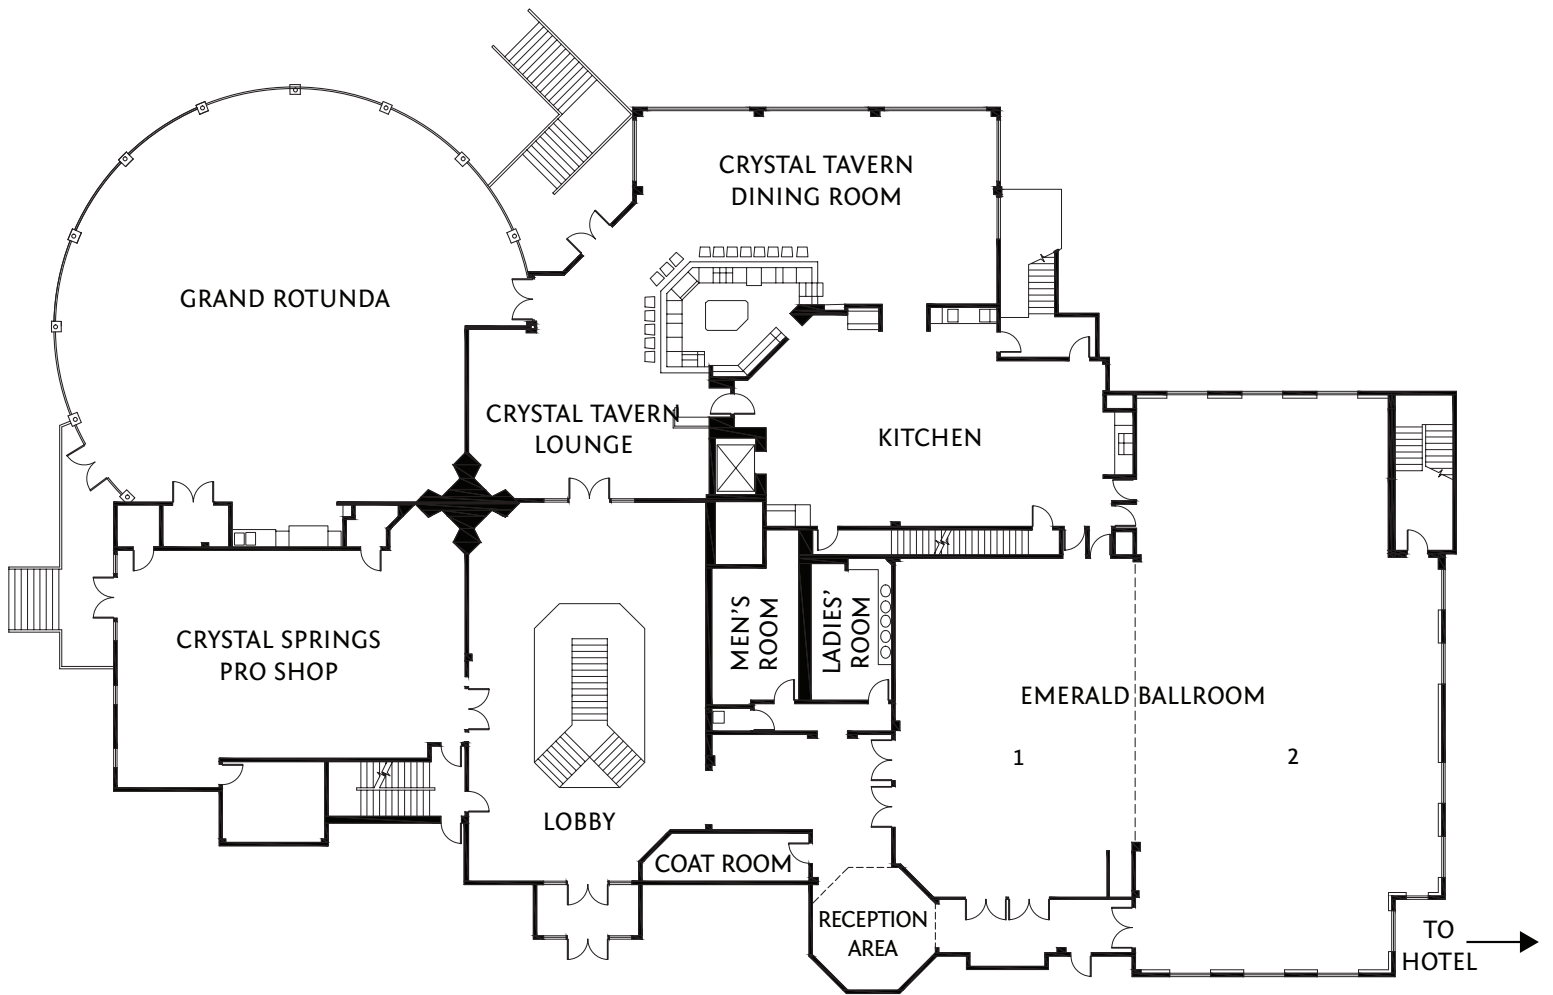 CRYSTAL TAVERN
DINING ROOM
GRAND ROTUNDA
CRYSTAL TAVERN
LOUNGE
KITCHEN
MEN'S
ROOM
LADIES'
ROOM
CRYSTAL SPRINGS
PRO SHOP
EMERALD BALLROOM
1
2
LOBBY
COAT ROOM
RECEPTION
AREA
TO
HOTEL